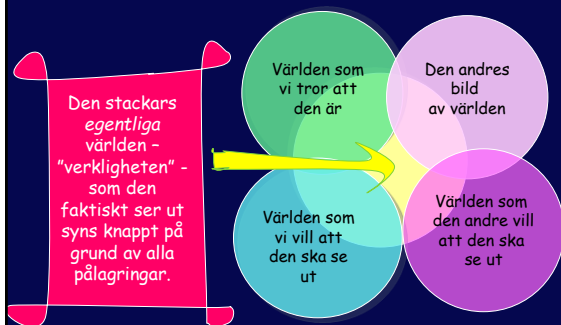 Den stackars
egentliga
världen –
”verkligheten” -
som den
faktiskt ser ut
syns knappt på
grund av alla
pålagringar.
Världen som
vi tror att
den är
Den andres
bild
av världen
Världen som
vi vill att
den ska se
ut
Världen som
den andre vill
att den ska
se ut